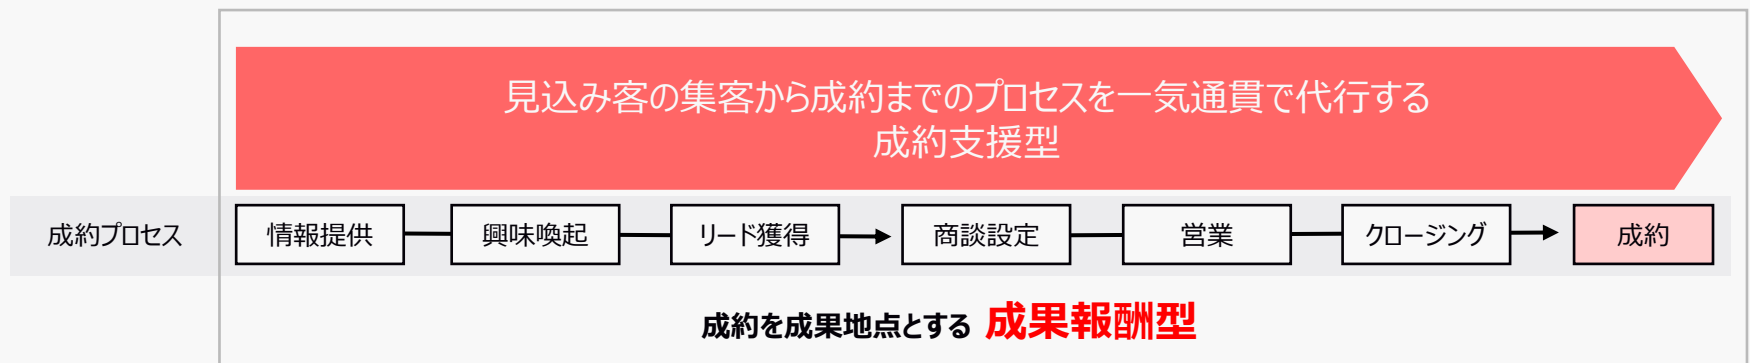 見込み客の集客から成約までのプロセスを一気通貫で代行する
成約支援型
成約プロセス
情報提供
興味喚起
リード獲得
商談設定
営業
クロージング
成約
成約を成果地点とする 成果報酬型